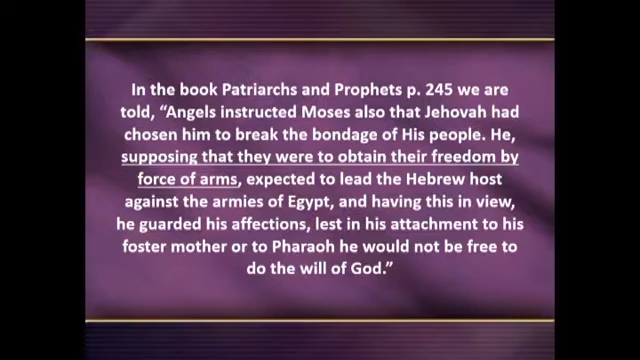 In the book Patriarchs and Prophets p. 245 we are
told, “Angels instructed Moses also that Jehovah had
chosen him to break the bondage of His people. He,
supposing that they were to obtain their freedom by
force of arms, expected to lead the Hebrew host
against the armies of Egypt, and having this in view,
he guarded his affections, lest in his attachment to his
foster mother or to Pharaoh he would not be free to
do the will of God.”